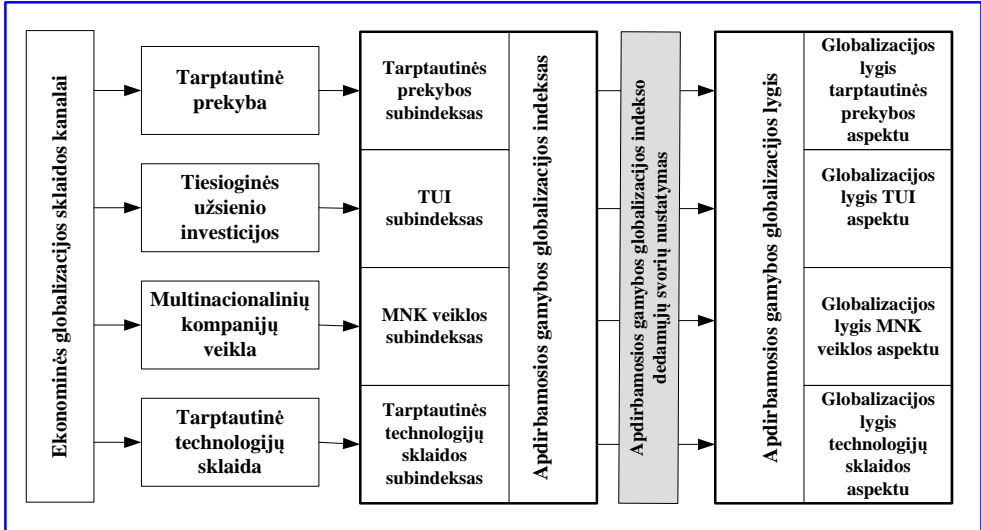 Ekonominės globalizacijos sklaidos kanalai
Tarptautinė
prekyba
Tiesioginės
užsienio
investicijos
Multinacionalinių
kompanijų
veikla
Tarptautinė
technologijų
sklaida
Tarptautinės
prekybos
subindeksas
TUI
subindeksas
MNK veiklos
subindeksas
Tarptautinės
technologijų
sklaidos
subindeksas
Apdirbamosios gamybos globalizacijos indeksas
Apdirbamosios gamybos globalizacijos indekso
dedamųjų svorių nustatymas
Apdirbamosios gamybos globalizacijos lygis
Globalizacijos
lygis
tarptautinės
prekybos
aspektu
Globalizacijos
lygis TUI
aspektu
Globalizacijos
lygis MNK
veiklos aspektu
Globalizacijos
lygis
technologijų
sklaidos
aspektu